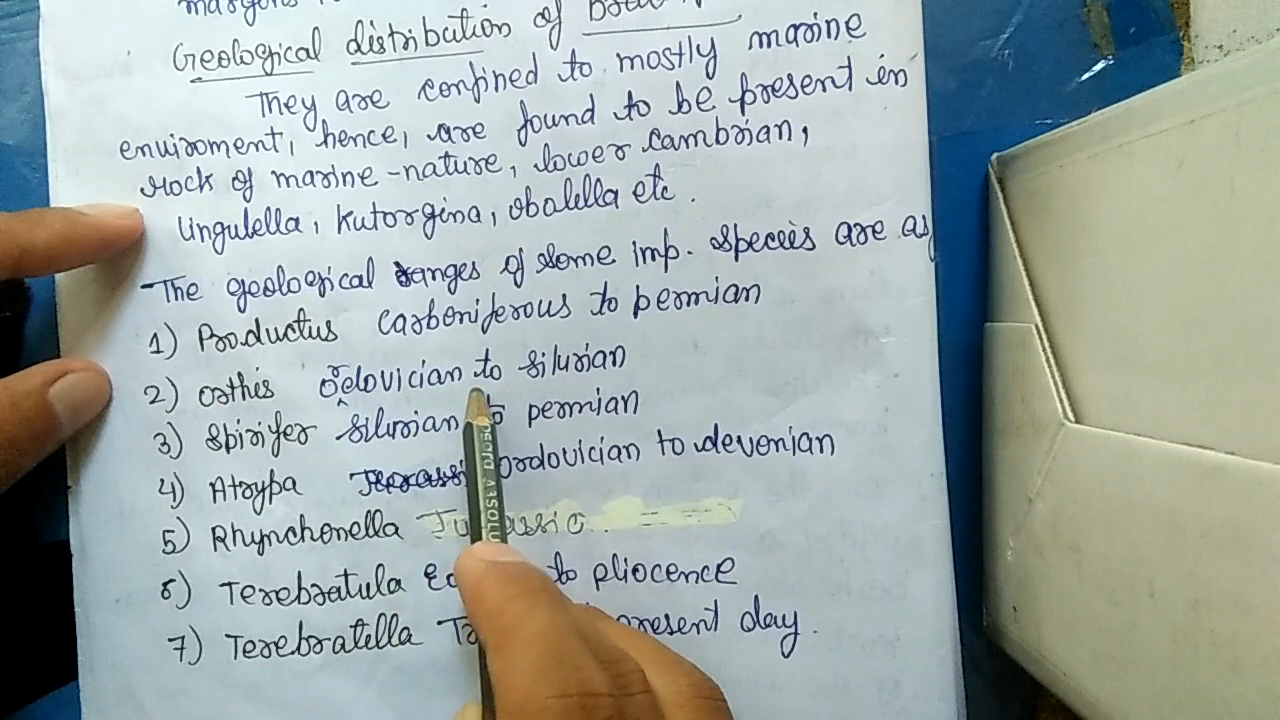 Geological distribution of
They are confined to mostly marine
enviroment, hence, are found to be present in
rock of marine-nature, lower cambrian,
Lingulella, Kutorgina, obolella etc.
The geological ranges of some imp. species are as
1) Productus carboniferous to permian
2) orthis ordovician to silurian
3) Spirifer silurian to permian
4) Atrypa ordovician to devonian
5) Rhynchonella Jurassic
6) Terebratula to pliocence
7) Terebratella present day.